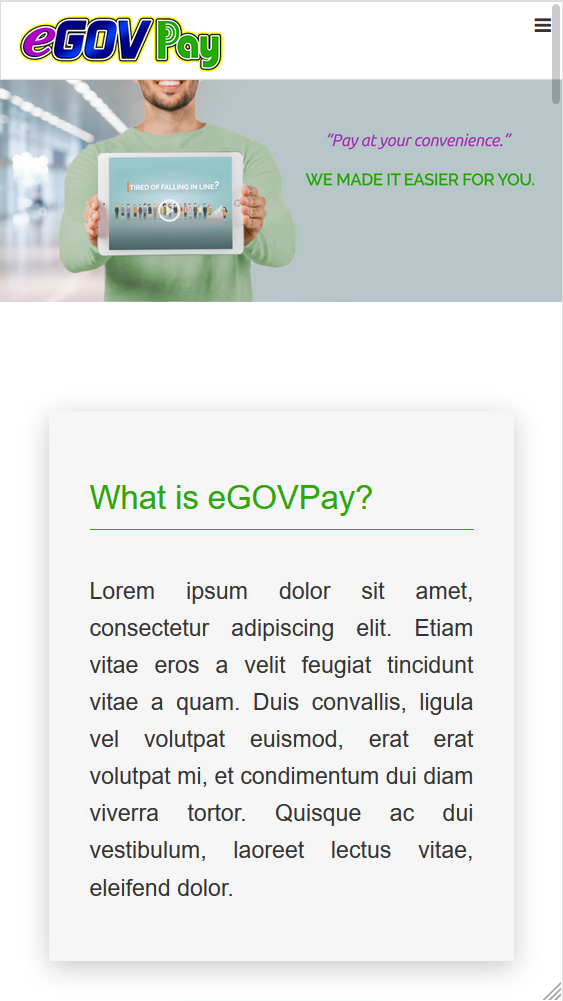 eGOV Pay
“Pay at your convenience.”
WE MADE IT EASIER FOR YOU.
TIRED OF FALLING IN LINE?
What is eGOVPay?
Lorem ipsum dolor sit amet,
consectetur adipiscing elit. Etiam
vitae eros a velit feugiat tincidunt
vitae a quam. Duis convallis, ligula
vel volutpat euismod, erat erat
volutpat mi, et condimentum dui diam
viverra tortor. Quisque ac dui
vestibulum, laoreet lectus vitae,
eleifend dolor.